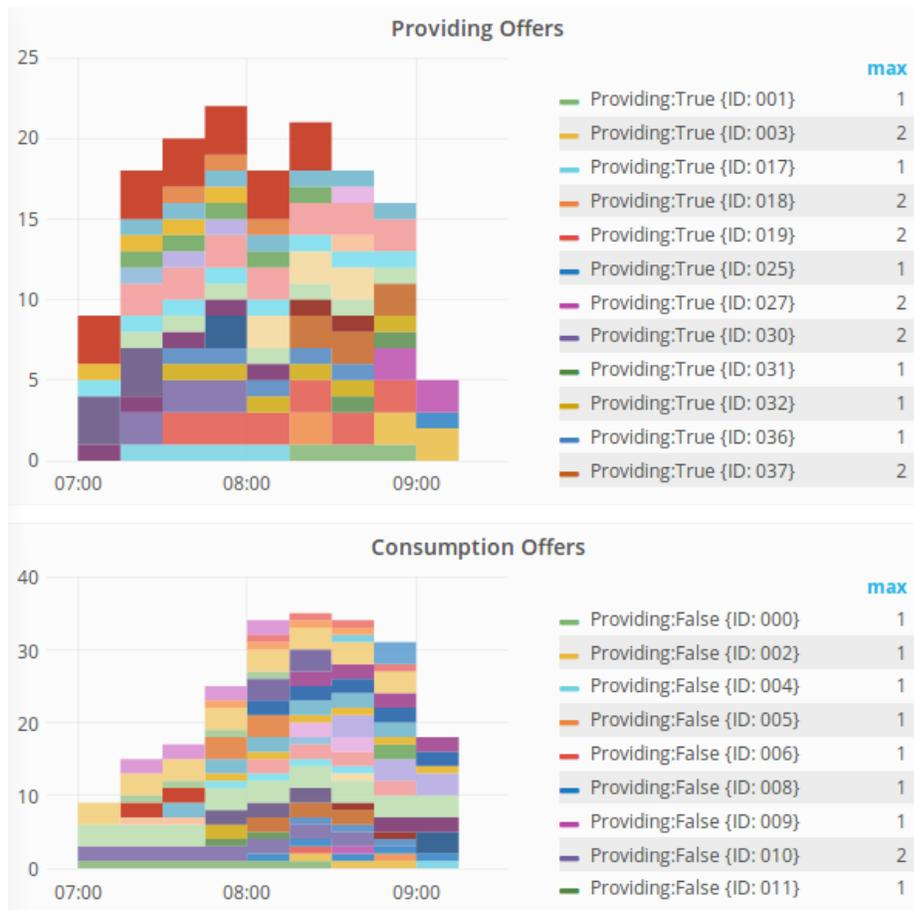 Providing Offers
25
20
15
10
5
0
07:00 08:00 09:00
max
Providing:True {ID: 001} 1
Providing:True {ID: 003} 2
Providing:True {ID: 017} 1
Providing:True {ID: 018} 2
Providing:True {ID: 019} 2
Providing:True {ID: 025} 1
Providing:True {ID: 027} 2
Providing:True {ID: 030} 2
Providing:True {ID: 031} 1
Providing:True {ID: 032} 1
Providing:True {ID: 036} 1
Providing:True {ID: 037} 2
Consumption Offers
40
30
20
10
0
07:00 08:00 09:00
max
Providing:False {ID: 000} 1
Providing:False {ID: 002} 1
Providing:False {ID: 004} 1
Providing:False {ID: 005} 1
Providing:False {ID: 006} 1
Providing:False {ID: 008} 1
Providing:False {ID: 009} 1
Providing:False {ID: 010} 2
Providing:False {ID: 011} 1